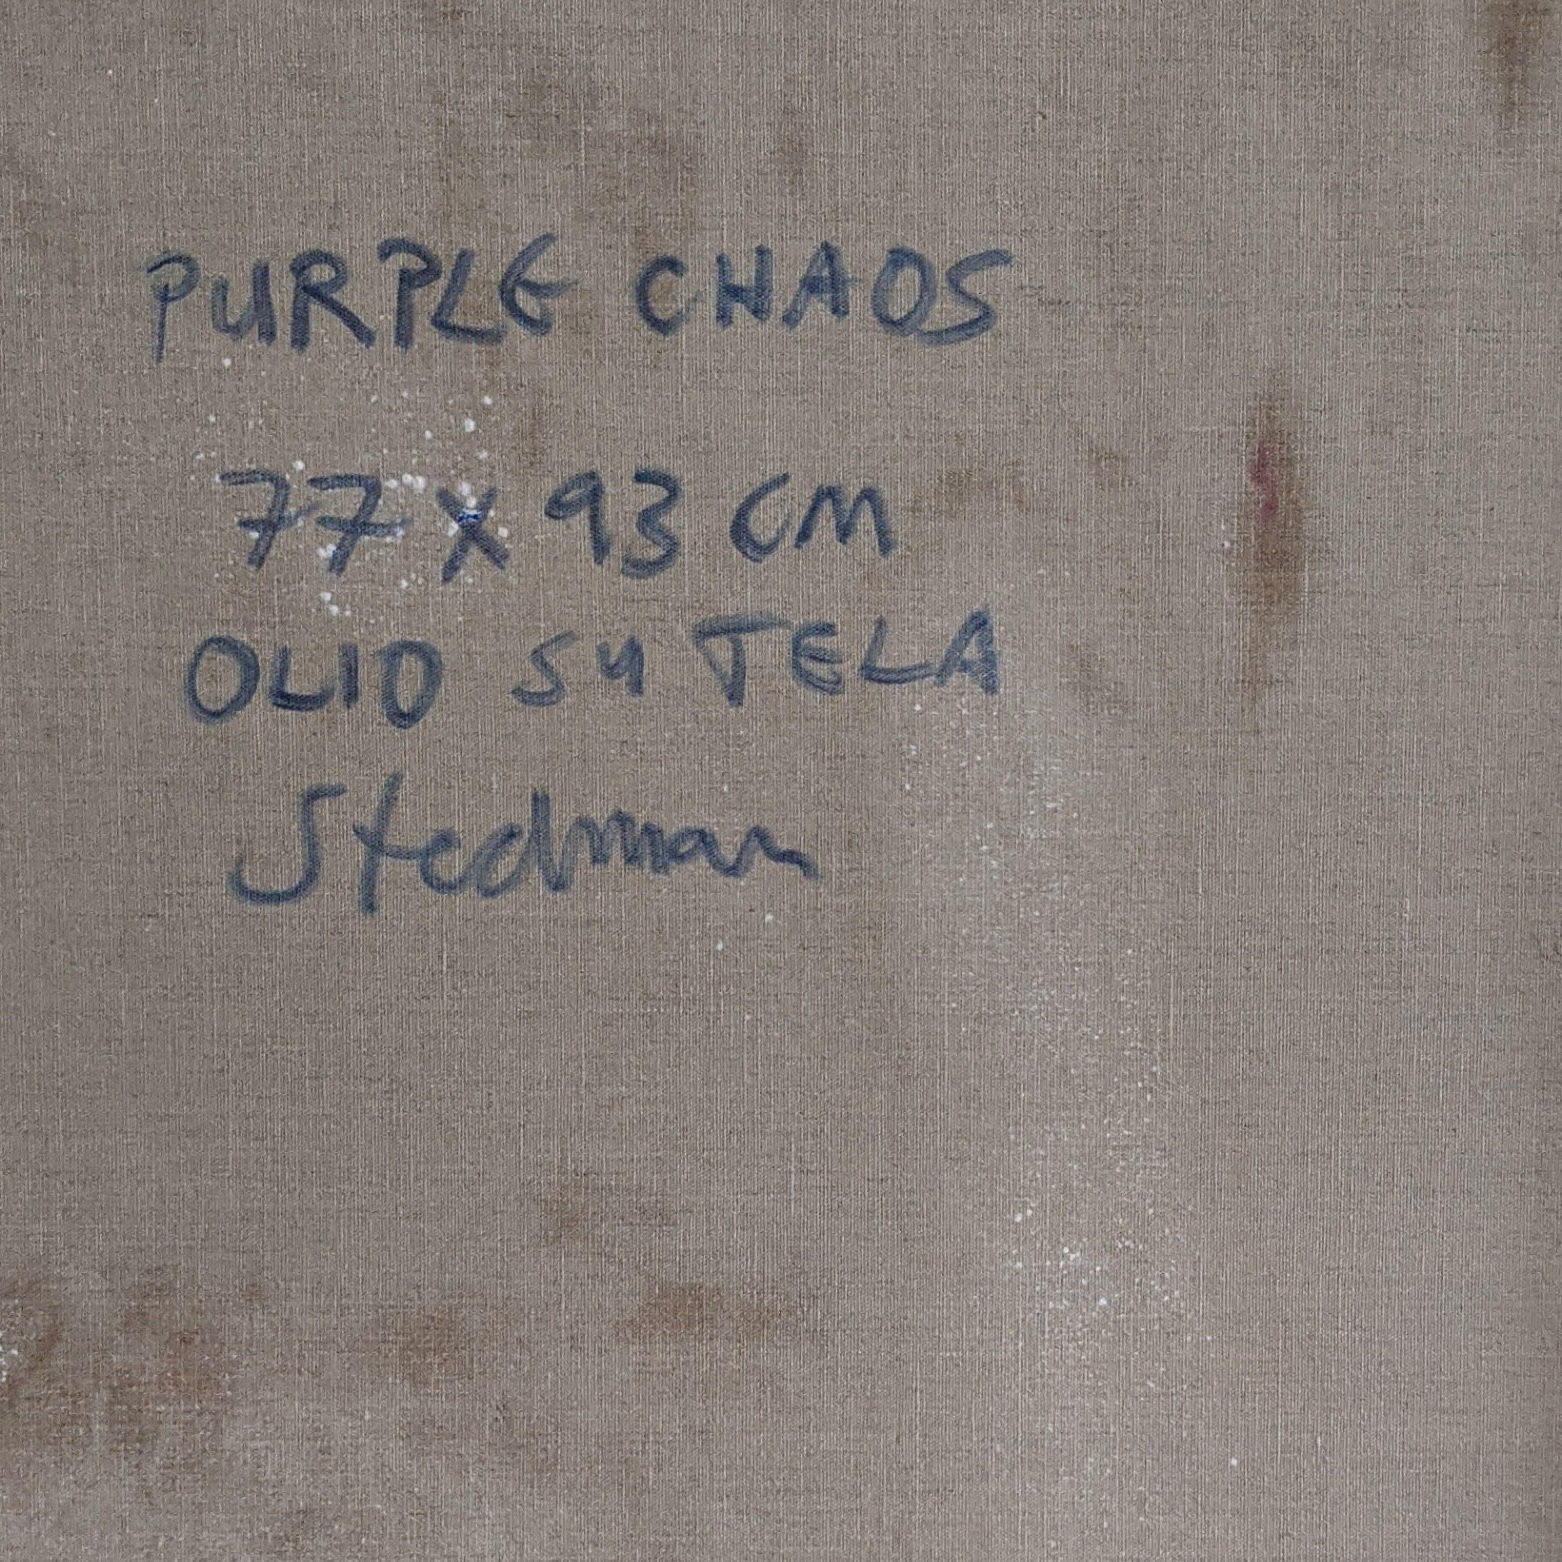 PURPLE CHAOS
77 x 93 CM
OLIO SU TELA
Stedman